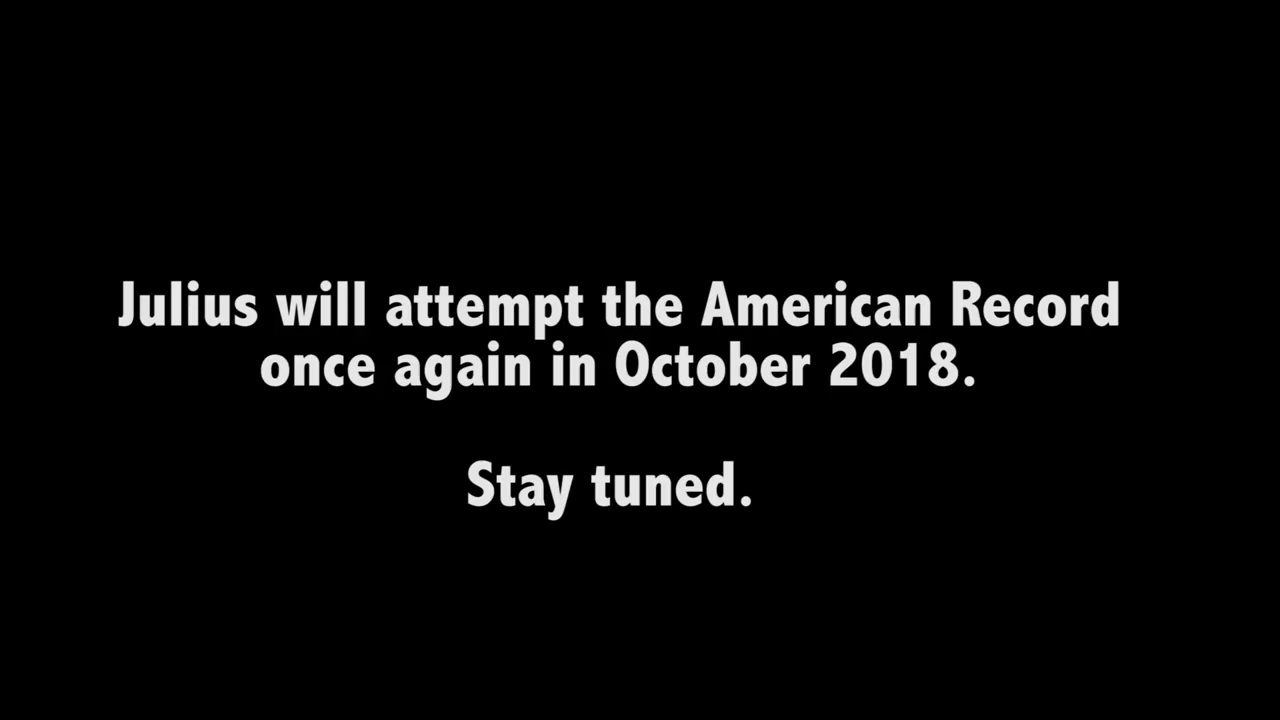 Julius will attempt the American Record
once again in October 2018.
Stay tuned.